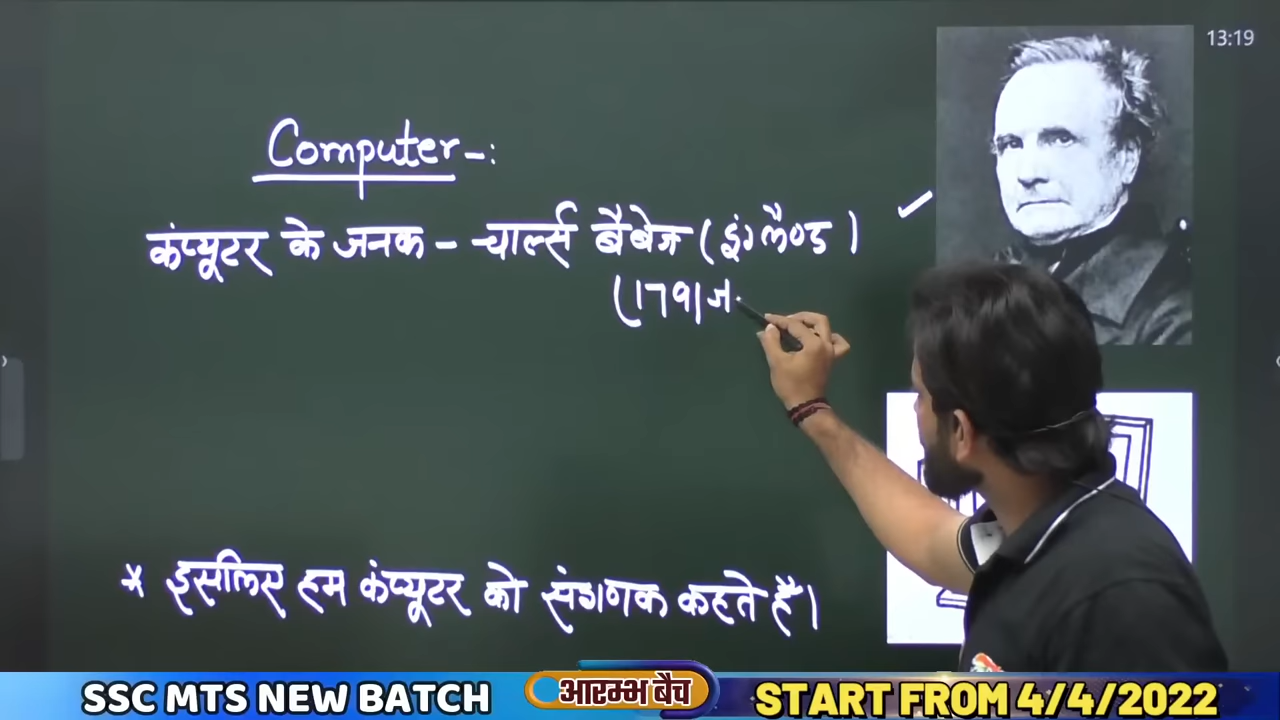 13:19
Computer-:
कंप्यूटर के जनक - चार्ल्स बैबेज (इंग्लैण्ड)
(1791 ज
* इसलिए हम कंप्यूटर को संगणक कहते हैं।
SSC MTS NEW BATCH
आरम्भ बैच
START FROM 4/4/2022